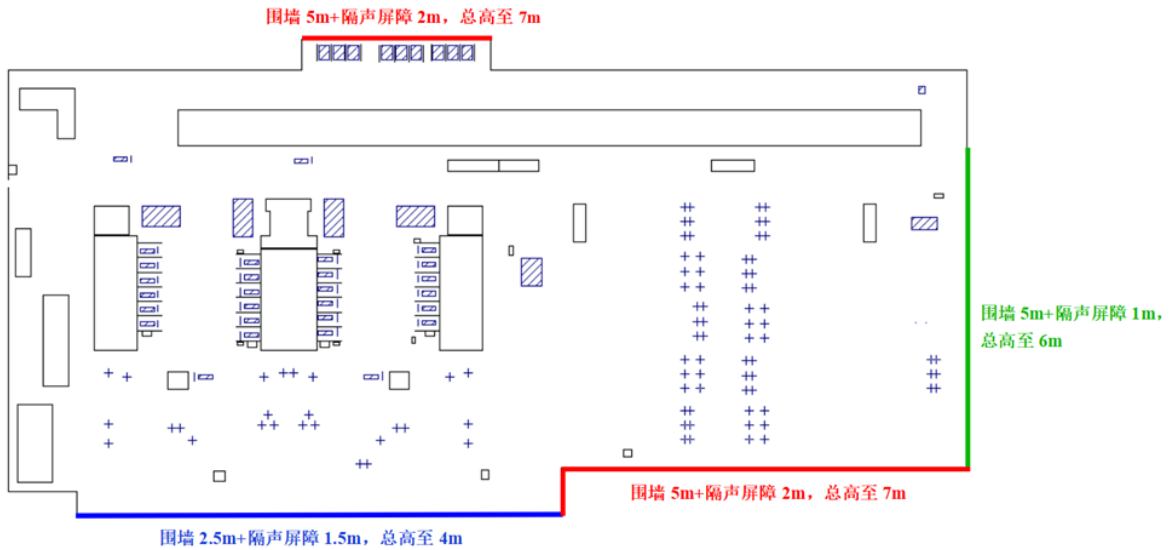 围墙 5m+隔声屏障 2m，总高至 7m
围墙 5m+隔声屏障 1m，
总高至 6m
围墙 5m+隔声屏障 2m，总高至 7m
围墙 2.5m+隔声屏障 1.5m，总高至 4m